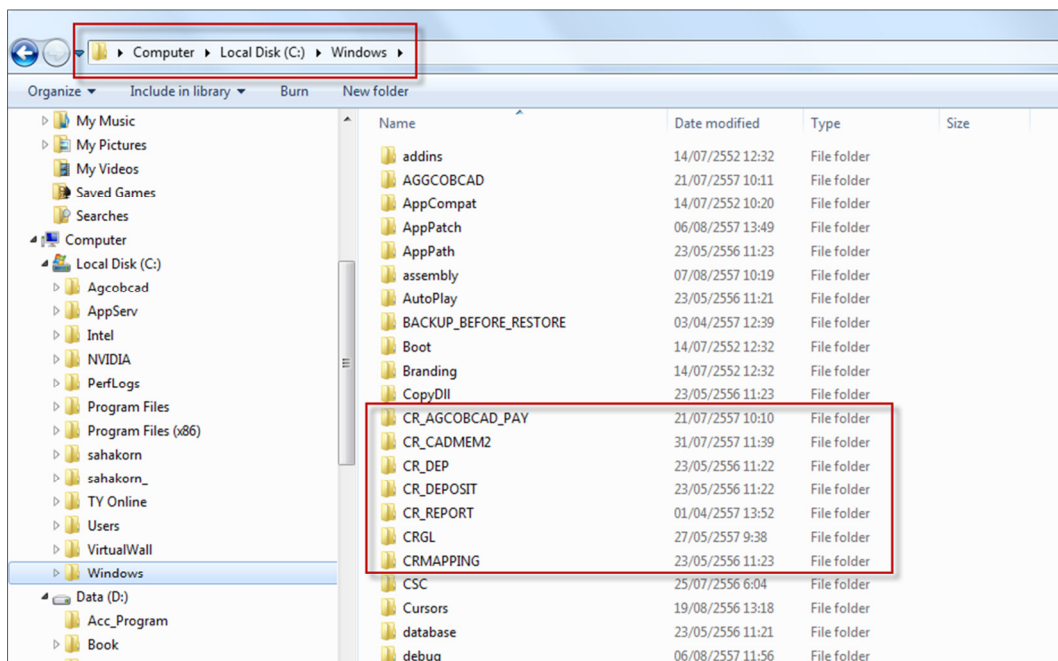 Computer Local Disk (C:) Windows
Organize Include in library Burn New folder
My Music
My Pictures
My Videos
Saved Games
Searches
Computer
Local Disk (C:)
Agcobcad
AppServ
Intel
NVIDIA
PerfLogs
Program Files
Program Files (x86)
sahakorn
sahakorn_
TY Online
Users
VirtualWall
Windows
Data (D:)
Acc_Program
Book
Name Date modified Type Size
addins 14/07/2552 12:32 File folder
AGGCOBCAD 21/07/2557 10:11 File folder
AppCompat 14/07/2552 10:20 File folder
AppPatch 06/08/2557 13:49 File folder
AppPath 23/05/2556 11:23 File folder
assembly 07/08/2557 10:19 File folder
AutoPlay 23/05/2556 11:21 File folder
BACKUP_BEFORE_RESTORE 03/04/2557 12:39 File folder
Boot 14/07/2552 12:32 File folder
Branding 14/07/2552 12:32 File folder
CopyDll 23/05/2556 11:23 File folder
CR_AGCOBCAD_PAY 21/07/2557 10:10 File folder
CR_CADMEM2 31/07/2557 11:39 File folder
CR_DEP 23/05/2556 11:22 File folder
CR_DEPOSIT 23/05/2556 11:22 File folder
CR_REPORT 01/04/2557 13:52 File folder
CRGL 27/05/2557 9:38 File folder
CRMAPPING 23/05/2556 11:23 File folder
CSC 25/07/2556 6:04 File folder
Cursors 19/08/2556 13:18 File folder
database 23/05/2556 11:21 File folder
debug 06/08/2557 11:56 File folder